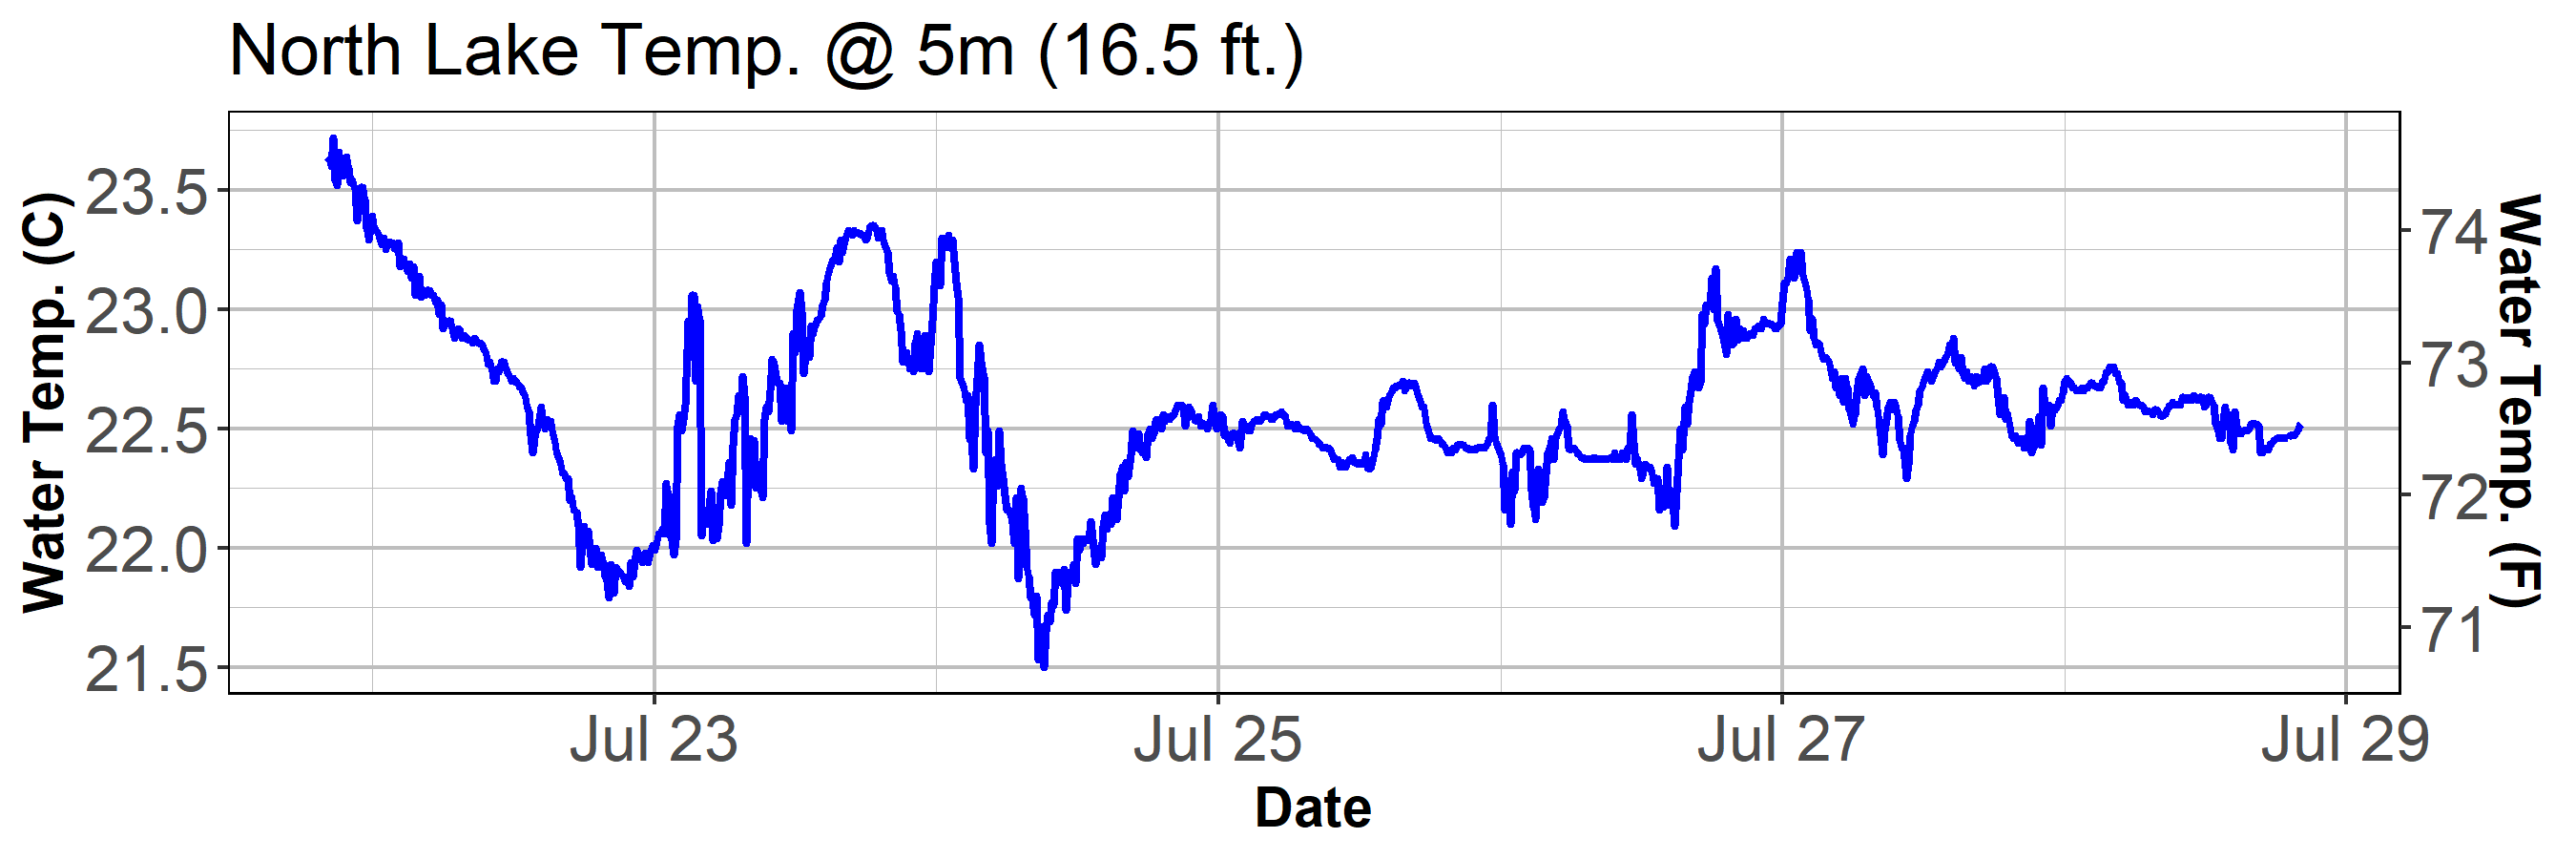 North Lake Temp. @ 5m (16.5 ft.)
Water Temp. (C)
23.5
23.0
22.5
22.0
21.5
74
73
72
71
Water Temp. (F)
Jul 23 Jul 25 Jul 27 Jul 29
Date